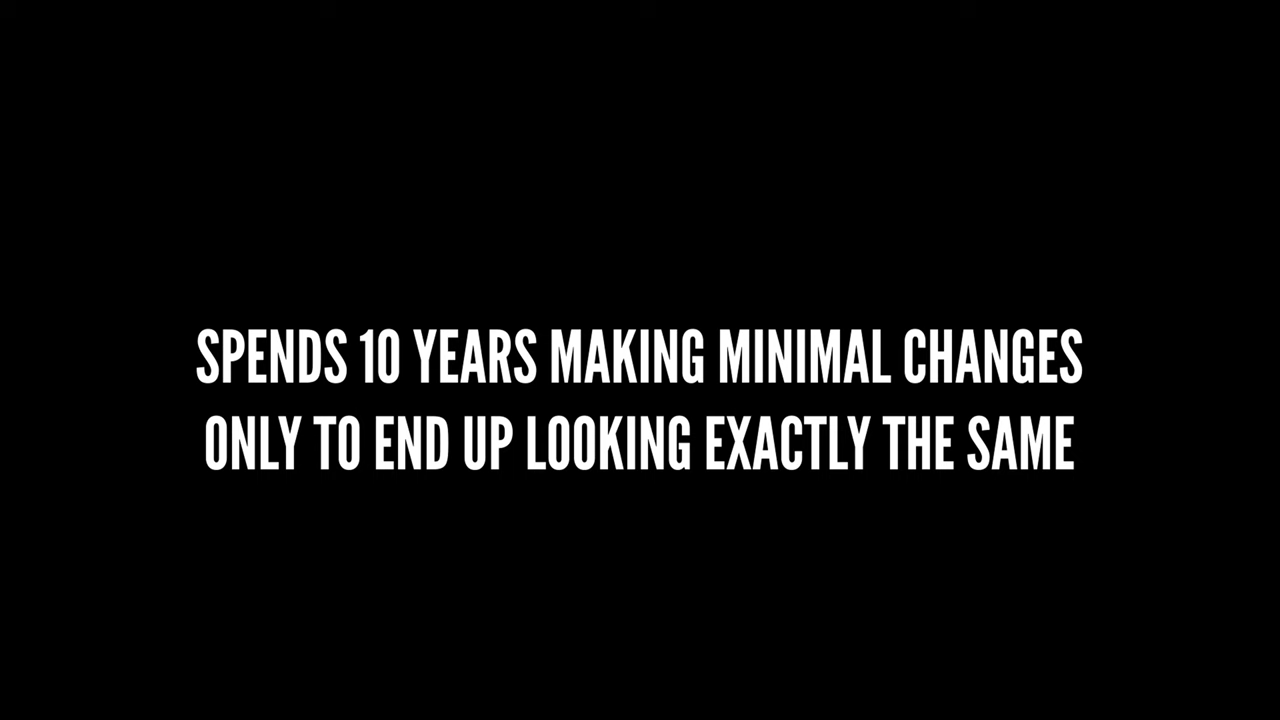 SPENDS 10 YEARS MAKING MINIMAL CHANGES
ONLY TO END UP LOOKING EXACTLY THE SAME